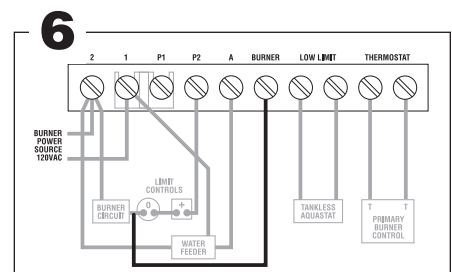 6
2 1 P1 P2 A BURNER LOW LIMIT THERMOSTAT
BURNER
POWER
SOURCE
120VAC
LIMIT
CONTROLS
BURNER
CIRCUIT
0 +
TANKLESS
AQUASTAT
T T
PRIMARY
BURNER
CONTROL
WATER
FEEDER